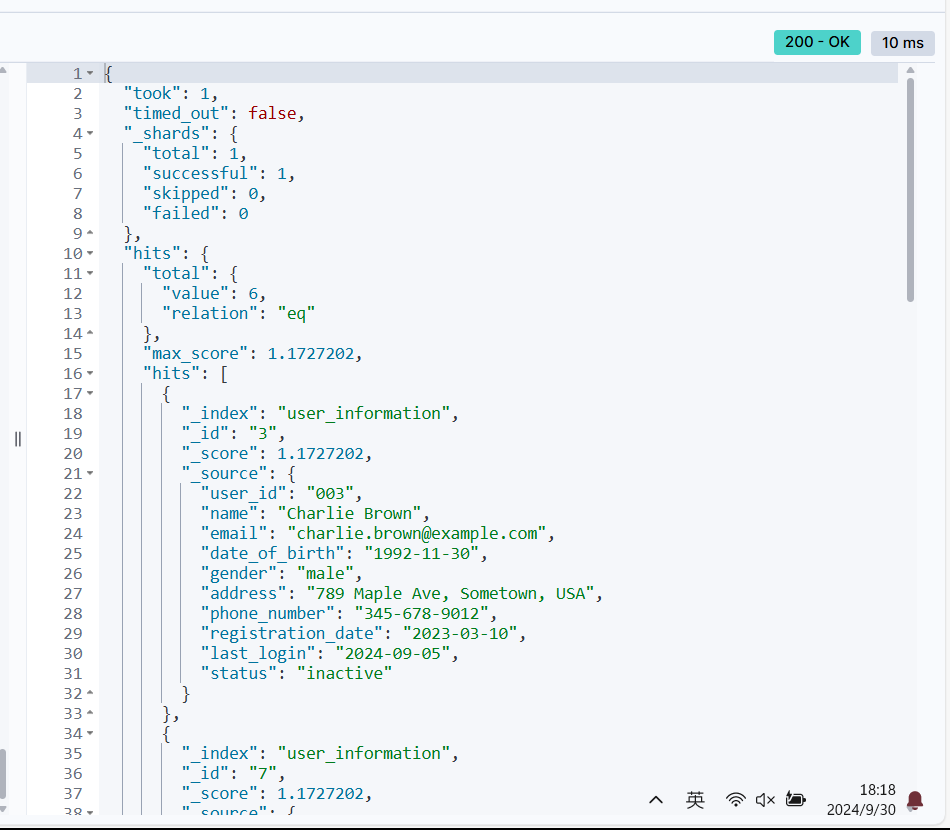 200 - OK
10 ms
1 {
2 "took": 1,
3 "timed_out": false,
4 "_shards": {
5 "total": 1,
6 "successful": 1,
7 "skipped": 0,
8 "failed": 0
9 },
10 "hits": {
11 "total": {
12 "value": 6,
13 "relation": "eq"
14 },
15 "max_score": 1.1727202,
16 "hits": [
17 {
18 "_index": "user_information",
19 "_id": "3",
20 "_score": 1.1727202,
21 "_source": {
22 "user_id": "003",
23 "name": "Charlie Brown",
24 "email": "charlie.brown@example.com",
25 "date_of_birth": "1992-11-30",
26 "gender": "male",
27 "address": "789 Maple Ave, Sometown, USA",
28 "phone_number": "345-678-9012",
29 "registration_date": "2023-03-10",
30 "last_login": "2024-09-05",
31 "status": "inactive"
32 }
33 },
34 {
35 "_index": "user_information",
36 "_id": "7",
37 "_score": 1.1727202,
38 "_source": {
英
18:18
2024/9/30